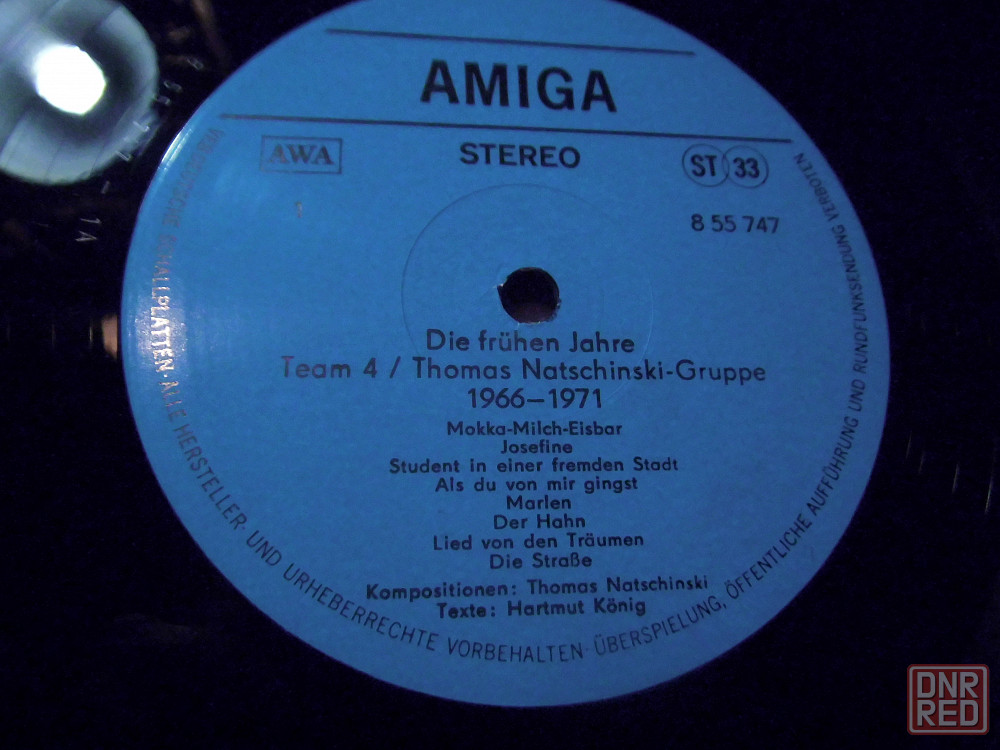 AMIGA
AWA
STEREO
ST 33
8 55 747
Die frühen Jahre
Team 4 / Thomas Natschinski-Gruppe
1966–1971
Mokka-Milch-Eisbar
Josefine
Student in einer fremden Stadt
Als du von mir gingst
Marlen
Der Hahn
Lied von den Träumen
Die Straße
Kompositionen: Thomas Natschinski
Texte: Hartmut König
SCHALLPLATTEN · ALLE HERSTELLER- UND URHEBERRECHTE VORBEHALTEN · ÜBERSPIELUNG, ÖFFENTLICHE AUFFÜHRUNG UND RUNDFUNKSENDUNG VERBOTEN
1A
DNR
RED